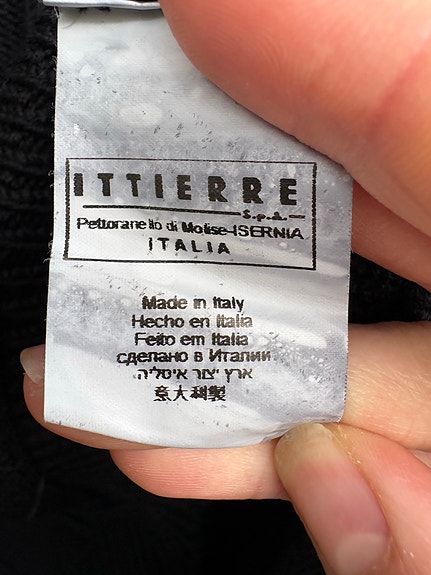 ITTIERRE
S.p.a.
Pettoranello di Molise-ISERNIA
ITALIA
Made in Italy
Hecho en Italia
Feito em Italia
сделано в Италии
ארץ ייצור איטליה
意大利製